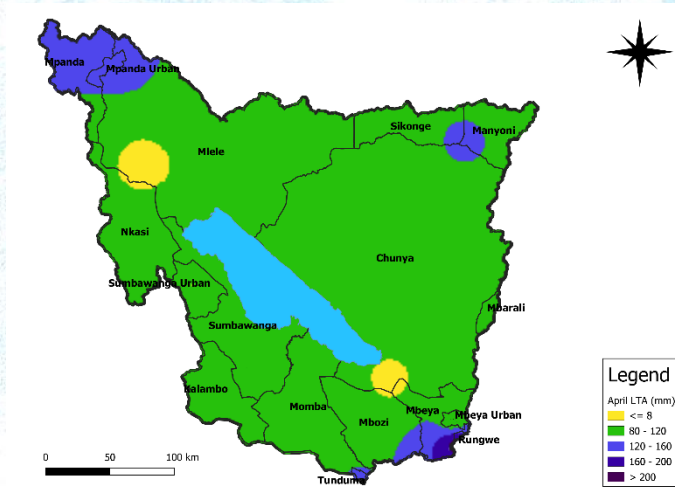 Mpanda
Mpanda Urban
Sikonge
Manyoni
Mlele
Nkasi
Chunya
Sumbawanga Urban
Mbarali
Sumbawanga
Kalambo
Momba
Mbozi
Mbeya
Mbeya Urban
Rungwe
Tunduma
0 50 100 km
Legend
April LTA (mm)
<= 8
80 - 120
120 - 160
160 - 200
> 200